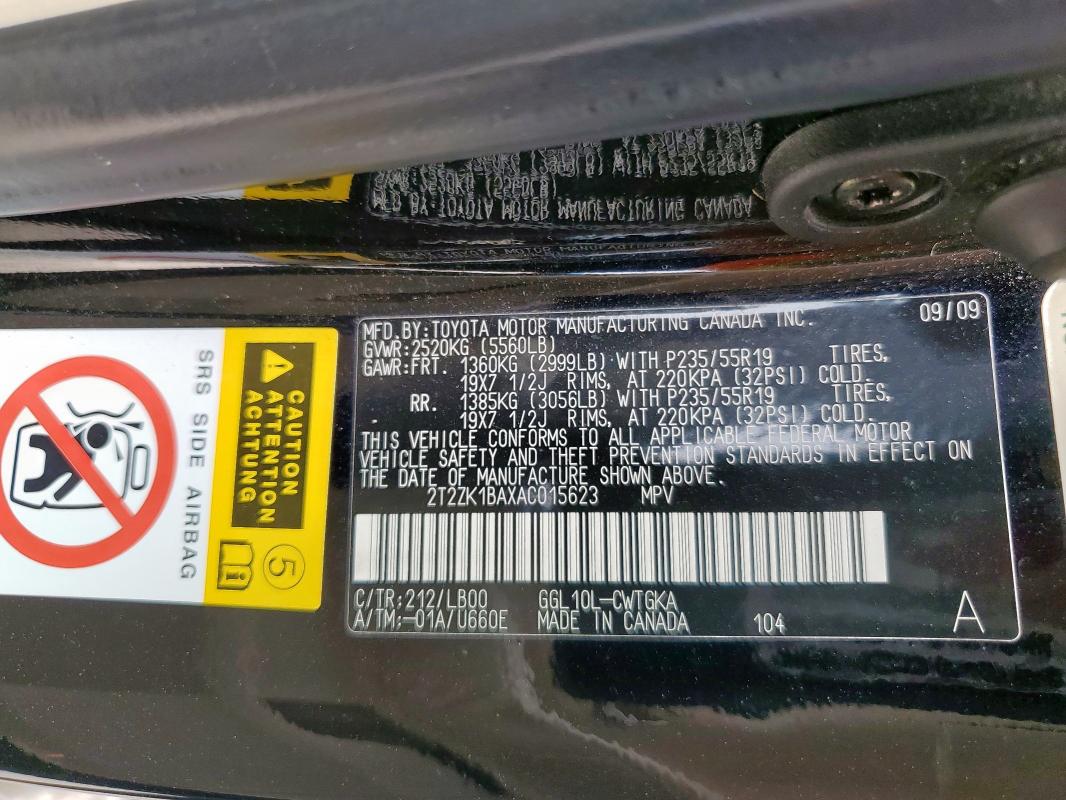 MFD.BY:TOYOTA MOTOR MANUFACTURING CANADA INC. 09/09
GVWR:2520KG (5560LB)
GAWR:FRT. 1360KG (2999LB) WITH P235/55R19 TIRES,
19X7 1/2J RIMS, AT 220KPA (32PSI) COLD.
RR. 1385KG (3056LB) WITH P235/55R19 TIRES,
19X7 1/2J RIMS, AT 220KPA (32PSI) COLD.
THIS VEHICLE CONFORMS TO ALL APPLICABLE FEDERAL MOTOR
VEHICLE SAFETY AND THEFT PREVENTION STANDARDS IN EFFECT ON
THE DATE OF MANUFACTURE SHOWN ABOVE.
2T2ZK1BAXAC015623 MPV
C/TR:212/LB00 GGL10L-CWTGKA
A/TM:-01A/U660E MADE IN CANADA 104 A
CAUTION
ATTENTION
ACHTUNG
5
SRS SIDE AIRBAG